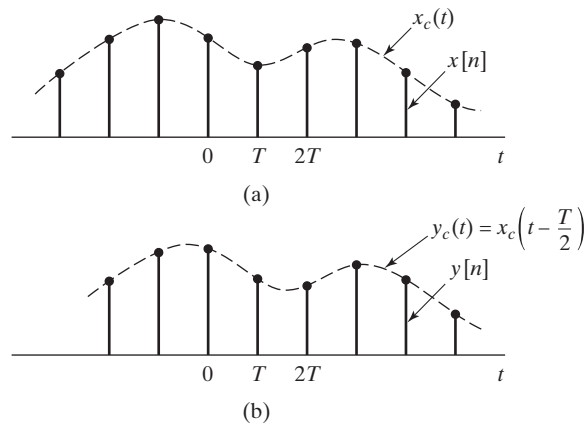 x_c(t)
x[n]
0 T 2T t
(a)
y_c(t) = x_c(t – T/2)
y[n]
0 T 2T t
(b)